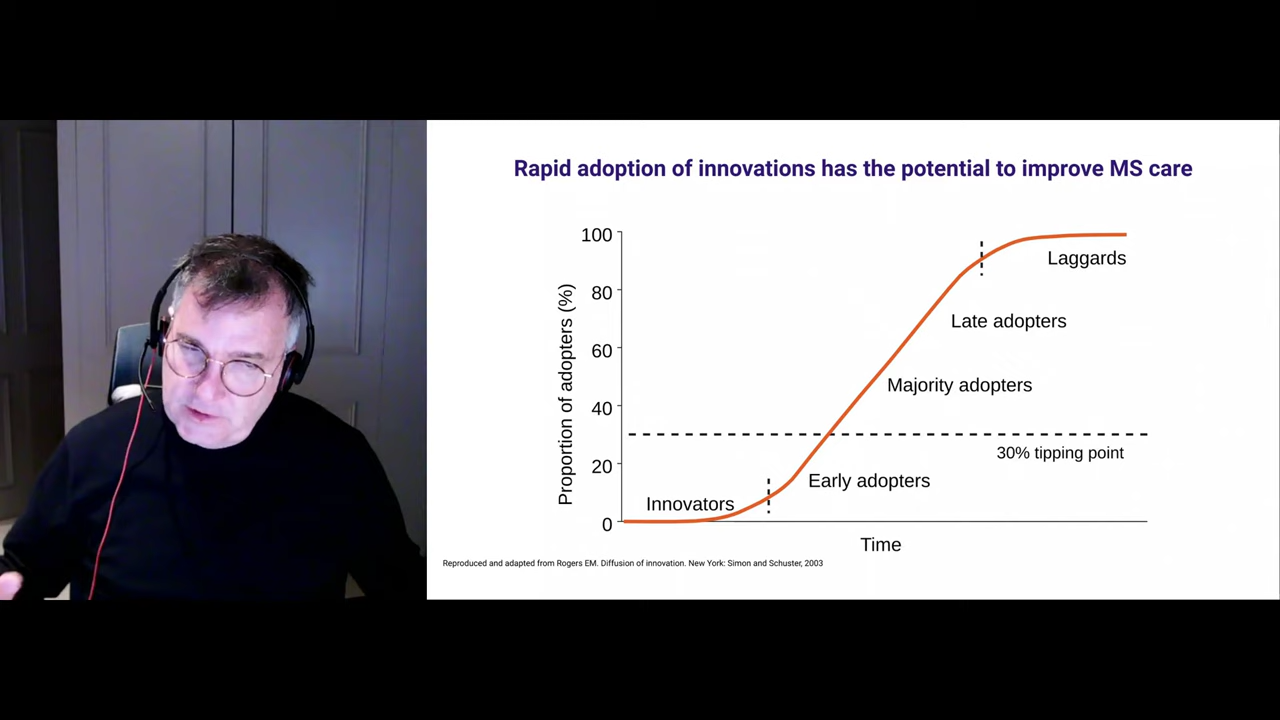 Rapid adoption of innovations has the potential to improve MS care
100
80
60
40
20
0
Proportion of adopters (%)
Laggards
Late adopters
Majority adopters
30% tipping point
Early adopters
Innovators
Time
Reproduced and adapted from Rogers EM. Diffusion of innovation. New York: Simon and Schuster, 2003